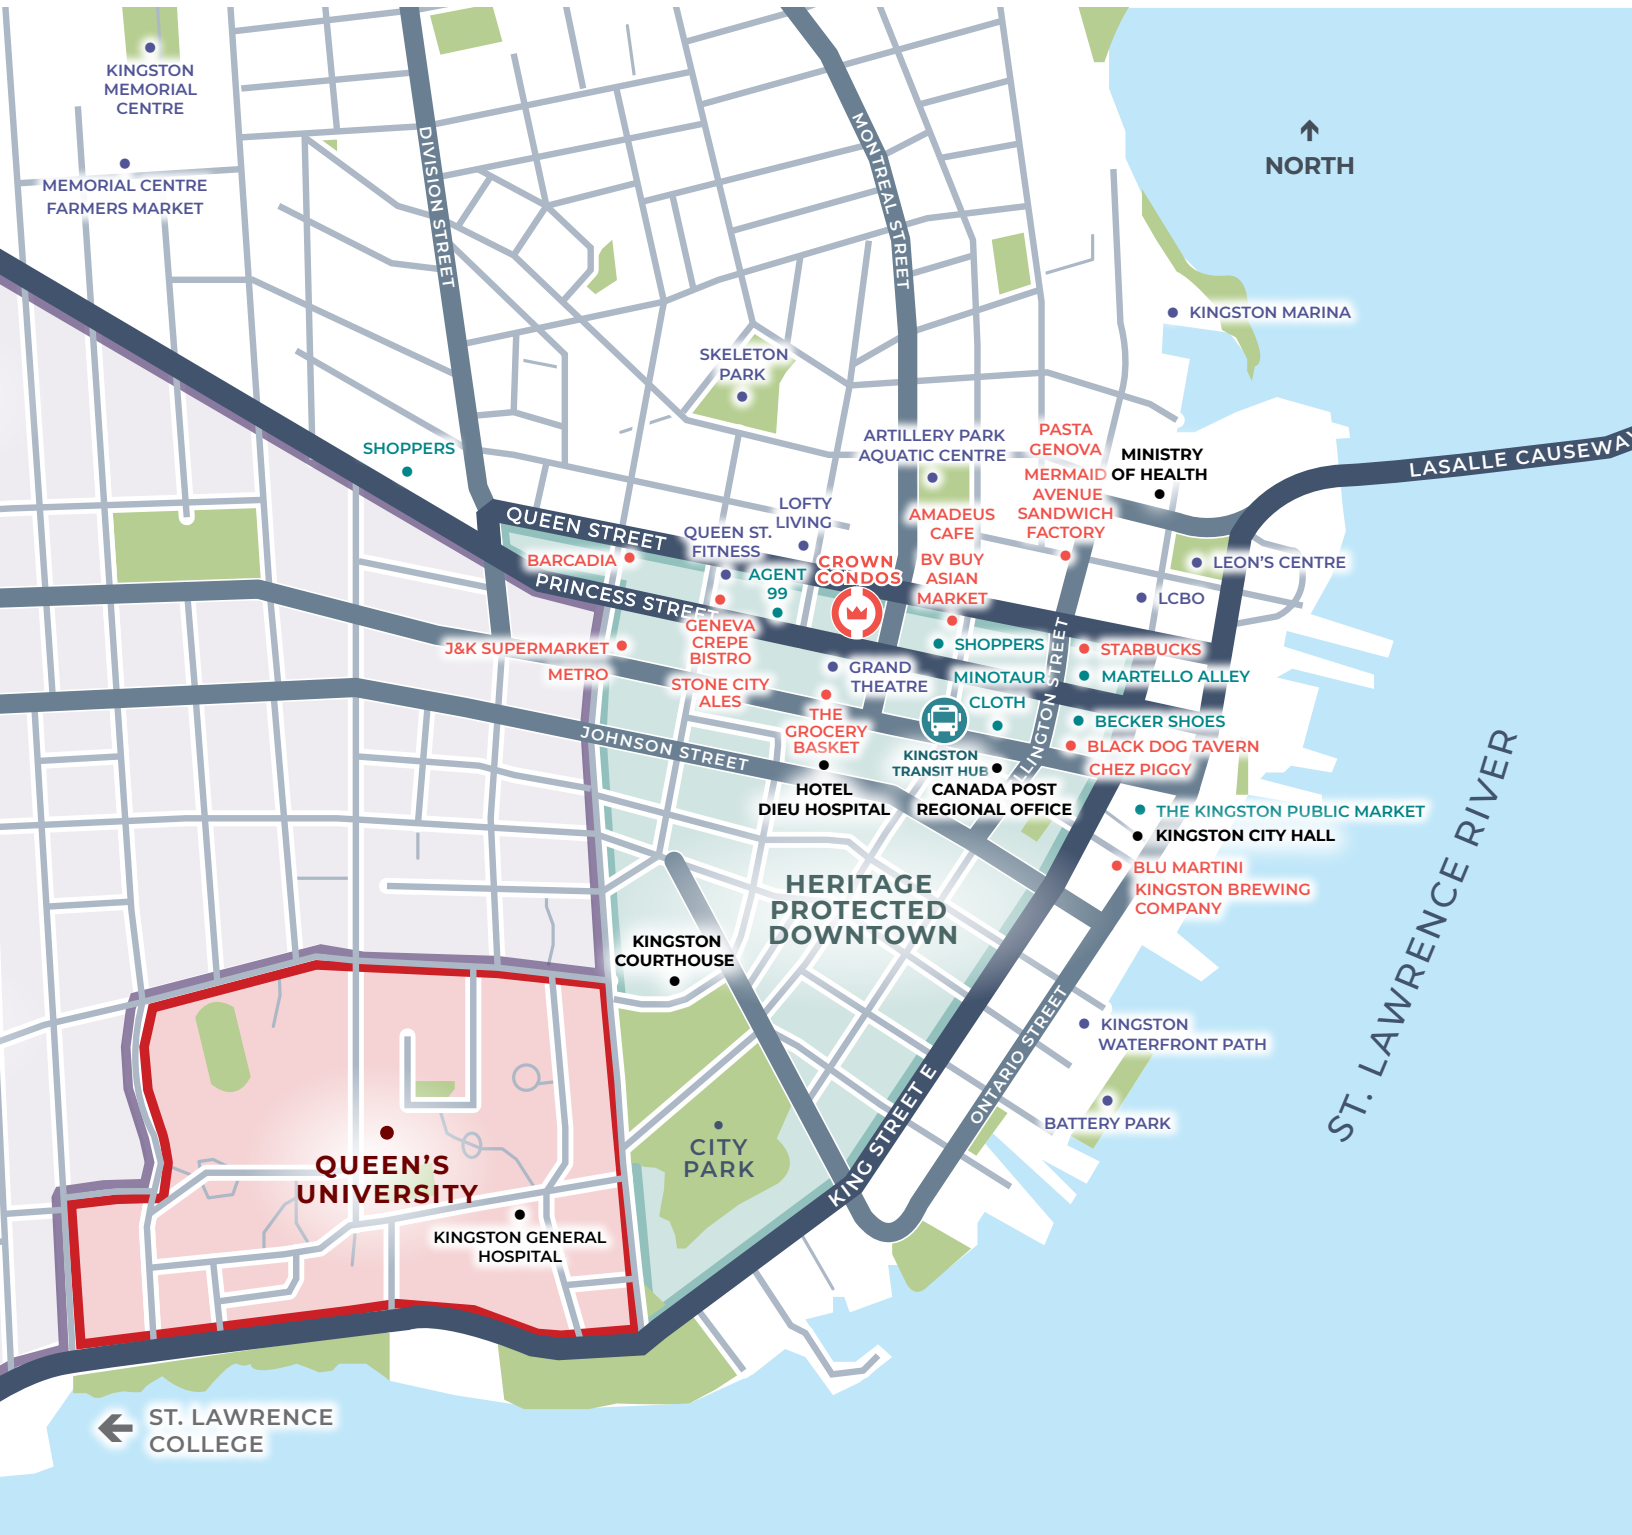 KINGSTON
MEMORIAL
CENTRE
MEMORIAL CENTRE
FARMERS MARKET
DIVISION STREET
MONTREAL STREET
NORTH
KINGSTON MARINA
SKELETON
PARK
SHOPPERS
ARTILLERY PARK
AQUATIC CENTRE
PASTA
GENOVA
MERMAID
AVENUE
SANDWICH
FACTORY
MINISTRY
OF HEALTH
LASALLE CAUSEWAY
QUEEN STREET
LOFTY
LIVING
QUEEN ST.
FITNESS
AMADEUS
CAFE
BARCADIA
AGENT
99
CROWN
CONDOS
BV BUY
ASIAN
MARKET
LEON'S CENTRE
LCBO
PRINCESS STREET
GENEVA
CREPE
BISTRO
J&K SUPERMARKET
METRO
SHOPPERS
STARBUCKS
GRAND
THEATRE
MINOTAUR
MARTELLO ALLEY
STONE CITY
ALES
CLOTH
LLINGTON STREET
BECKER SHOES
THE
GROCERY
BASKET
BLACK DOG TAVERN
CHEZ PIGGY
JOHNSON STREET
KINGSTON
TRANSIT HUB
HOTEL
DIEU HOSPITAL
CANADA POST
REGIONAL OFFICE
THE KINGSTON PUBLIC MARKET
KINGSTON CITY HALL
BLU MARTINI
KINGSTON BREWING
COMPANY
HERITAGE
PROTECTED
DOWNTOWN
KINGSTON
COURTHOUSE
ST. LAWRENCE RIVER
KINGSTON
WATERFRONT PATH
ONTARIO STREET
KING STREET E
BATTERY PARK
CITY
PARK
QUEEN'S
UNIVERSITY
KINGSTON GENERAL
HOSPITAL
ST. LAWRENCE
COLLEGE